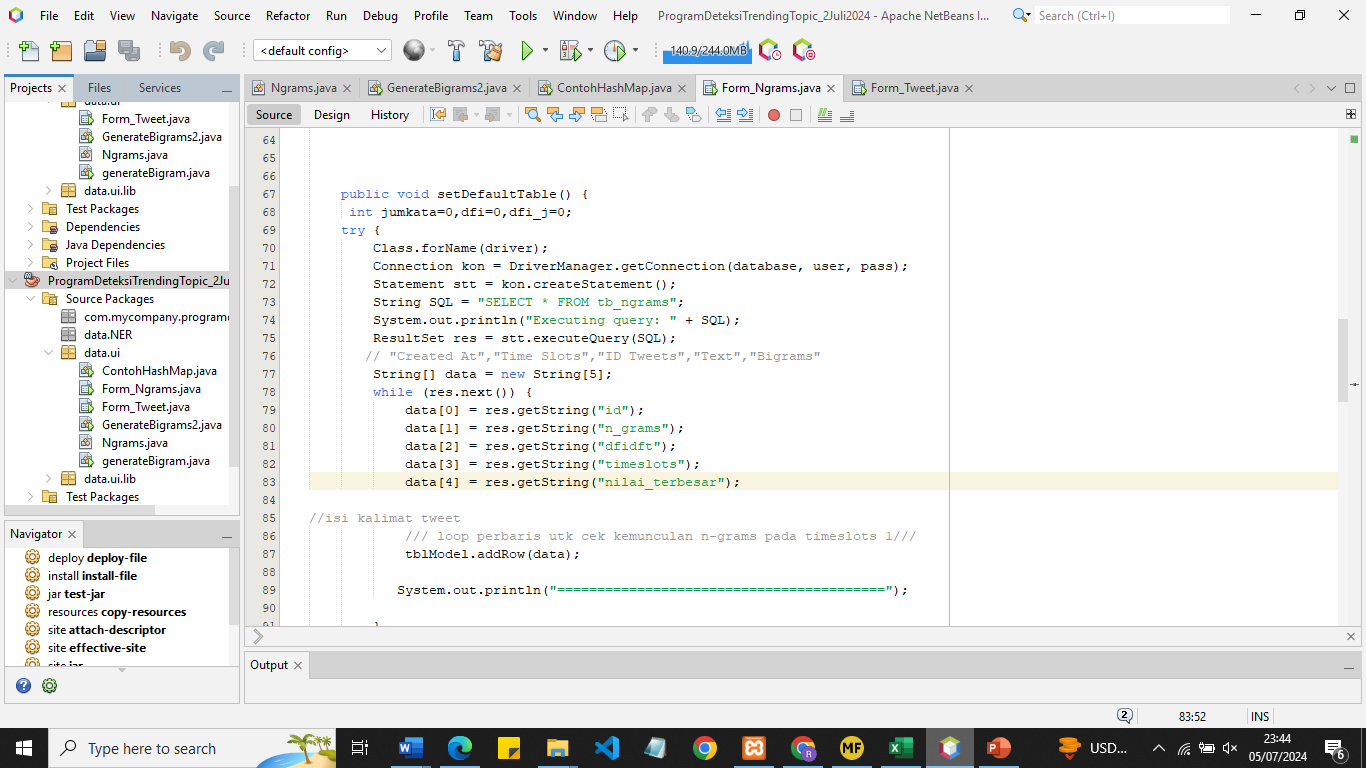 File Edit View Navigate Source Refactor Run Debug Profile Team Tools Window Help ProgramDeteksiTrendingTopic_2Juli2024 - Apache NetBeans I... Search (Ctrl+I)
<default config> 140.9/244.0MB
Projects Files Services
Ngrams.java GenerateBigrams2.java ContohHashMap.java Form_Ngrams.java Form_Tweet.java
Source Design History
data.ui
Form_Tweet.java
GenerateBigrams2.java
Ngrams.java
generateBigram.java
data.ui.lib
Test Packages
Dependencies
Java Dependencies
Project Files
ProgramDeteksiTrendingTopic_2Ju
Source Packages
com.mycompany.program
data.NER
data.ui
ContohHashMap.java
Form_Ngrams.java
Form_Tweet.java
GenerateBigrams2.java
Ngrams.java
generateBigram.java
data.ui.lib
Test Packages
Navigator
deploy deploy-file
install install-file
jar test-jar
resources copy-resources
site attach-descriptor
site effective-site
site jar
64
65
66
67 public void setDefaultTable() {
68 int jumkata=0,dfi=0,dfi_j=0;
69 try {
70 Class.forName(driver);
71 Connection kon = DriverManager.getConnection(database, user, pass);
72 Statement stt = kon.createStatement();
73 String SQL = "SELECT * FROM tb_ngrams";
74 System.out.println("Executing query: " + SQL);
75 ResultSet res = stt.executeQuery(SQL);
76 // "Created At","Time Slots","ID Tweets","Text","Bigrams"
77 String[] data = new String[5];
78 while (res.next()) {
79 data[0] = res.getString("id");
80 data[1] = res.getString("n_grams");
81 data[2] = res.getString("dfidft");
82 data[3] = res.getString("timeslots");
83 data[4] = res.getString("nilai_terbesar");
84
85 //isi kalimat tweet
86 /// loop perbaris utk cek kemunculan n-grams pada timeslots 1///
87 tblModel.addRow(data);
88
89 System.out.println("=========================================");
90
91 }
Output
2 83:52 INS
Type here to search
USD...
23:44
05/07/2024
6